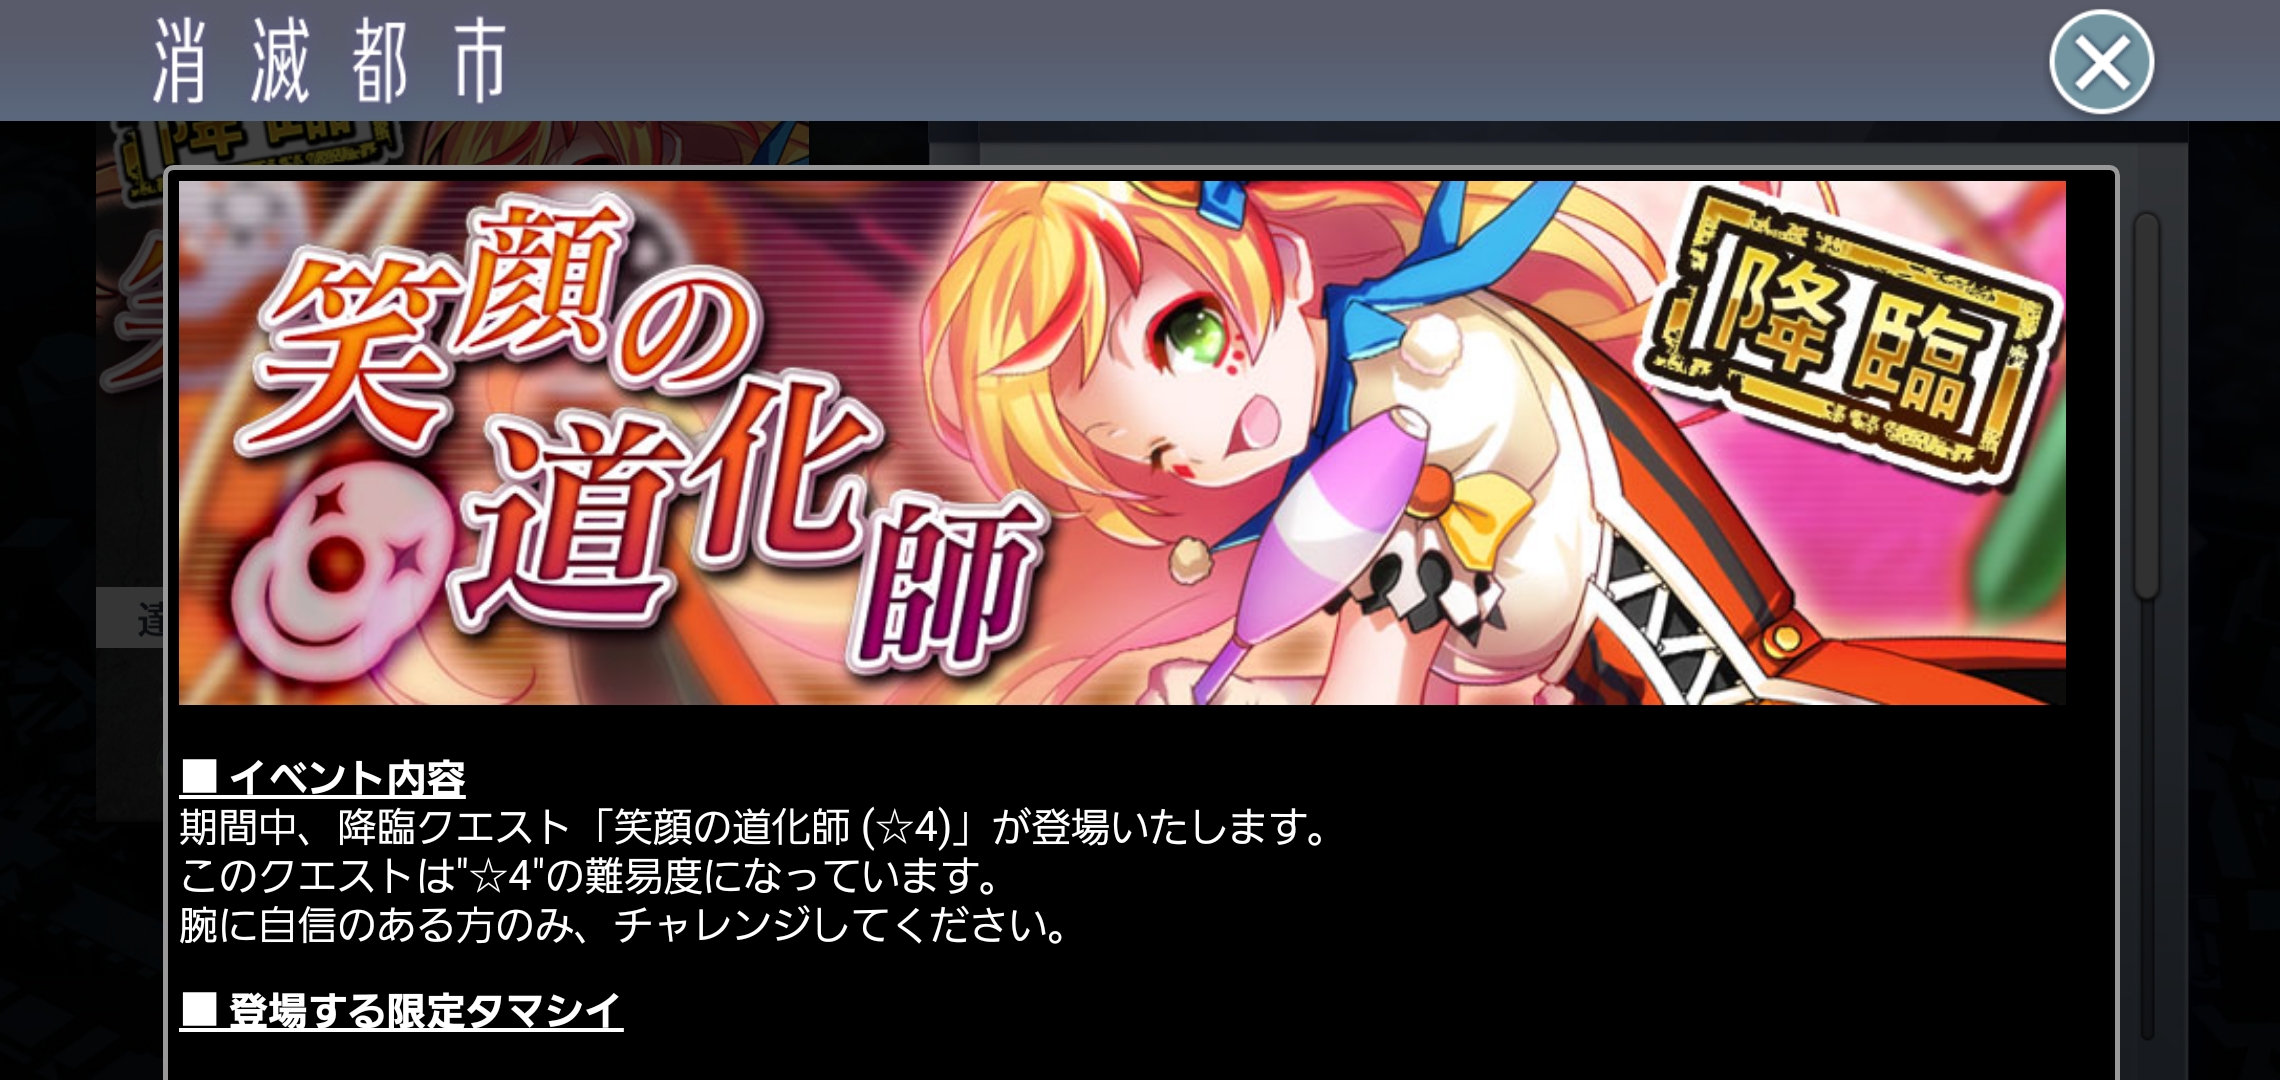 消滅都市
笑顔の
道化師
降臨
■ イベント内容
期間中、降臨クエスト「笑顔の道化師 (☆4)」が登場いたします。
このクエストは"☆4"の難易度になっています。
腕に自信のある方のみ、チャレンジしてください。
■ 登場する限定タマシイ